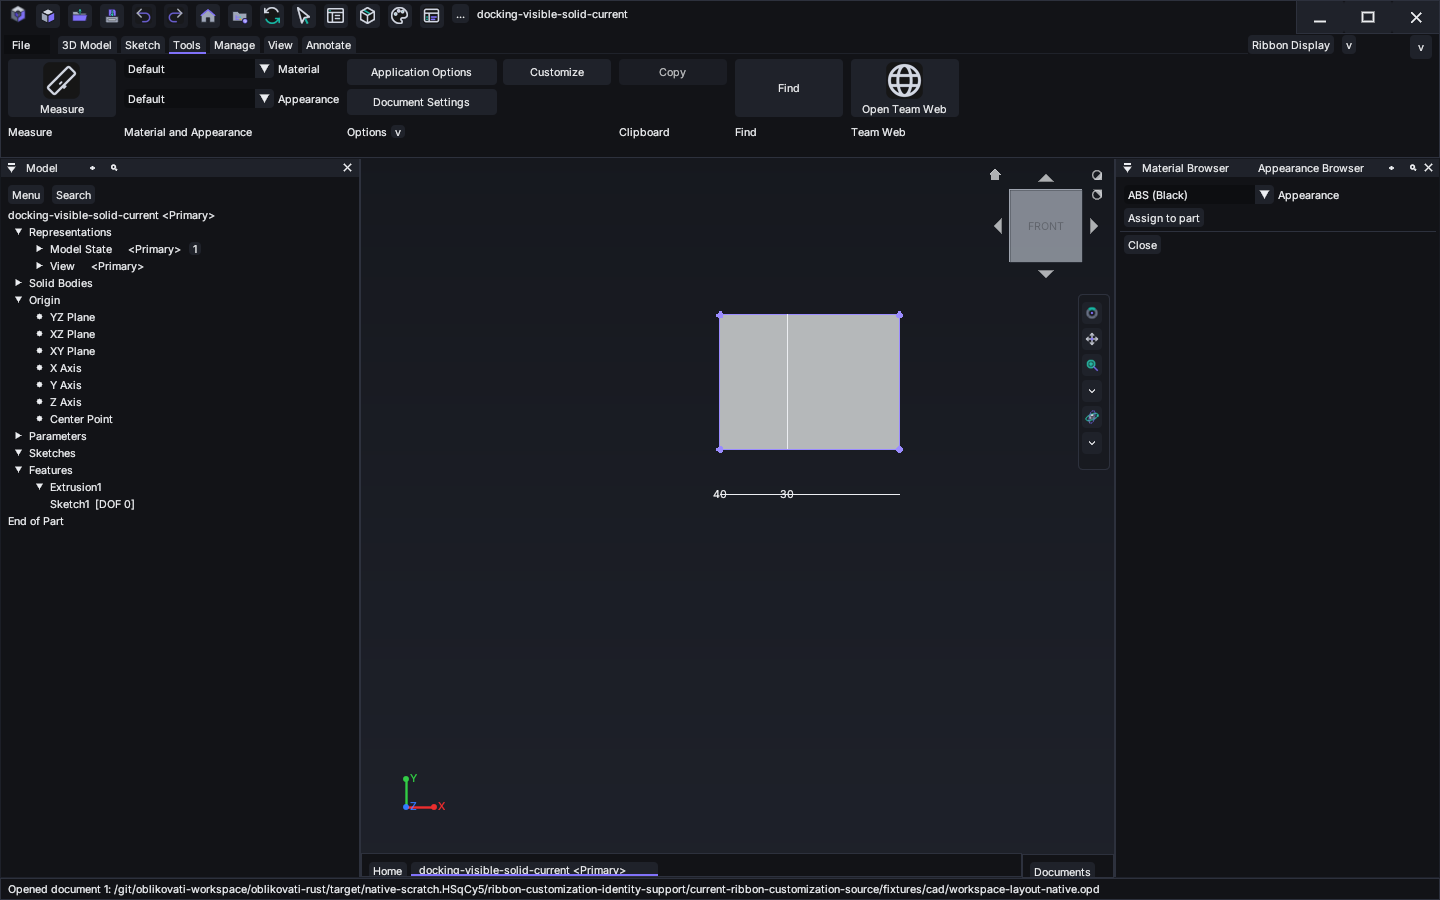 ... docking-visible-solid-current
File 3D Model Sketch Tools Manage View Annotate Ribbon Display v v
Default Material Application Options Customize Copy
Default Appearance Document Settings
Measure Find Open Team Web
Measure Material and Appearance Options v Clipboard Find Team Web
Model
Menu Search
docking-visible-solid-current <Primary>
Representations
Model State <Primary> 1
View <Primary>
Solid Bodies
Origin
YZ Plane
XZ Plane
XY Plane
X Axis
Y Axis
Z Axis
Center Point
Parameters
Sketches
Features
Extrusion1
Sketch1 [DOF 0]
End of Part
FRONT
40 30
Y
Z X
Material Browser Appearance Browser
ABS (Black) Appearance
Assign to part
Close
Home docking-visible-solid-current <Primary> Documents
Opened document 1: /git/oblikovati-workspace/oblikovati-rust/target/native-scratch.HSqCy5/ribbon-customization-identity-support/current-ribbon-customization-source/fixtures/cad/workspace-layout-native.opd